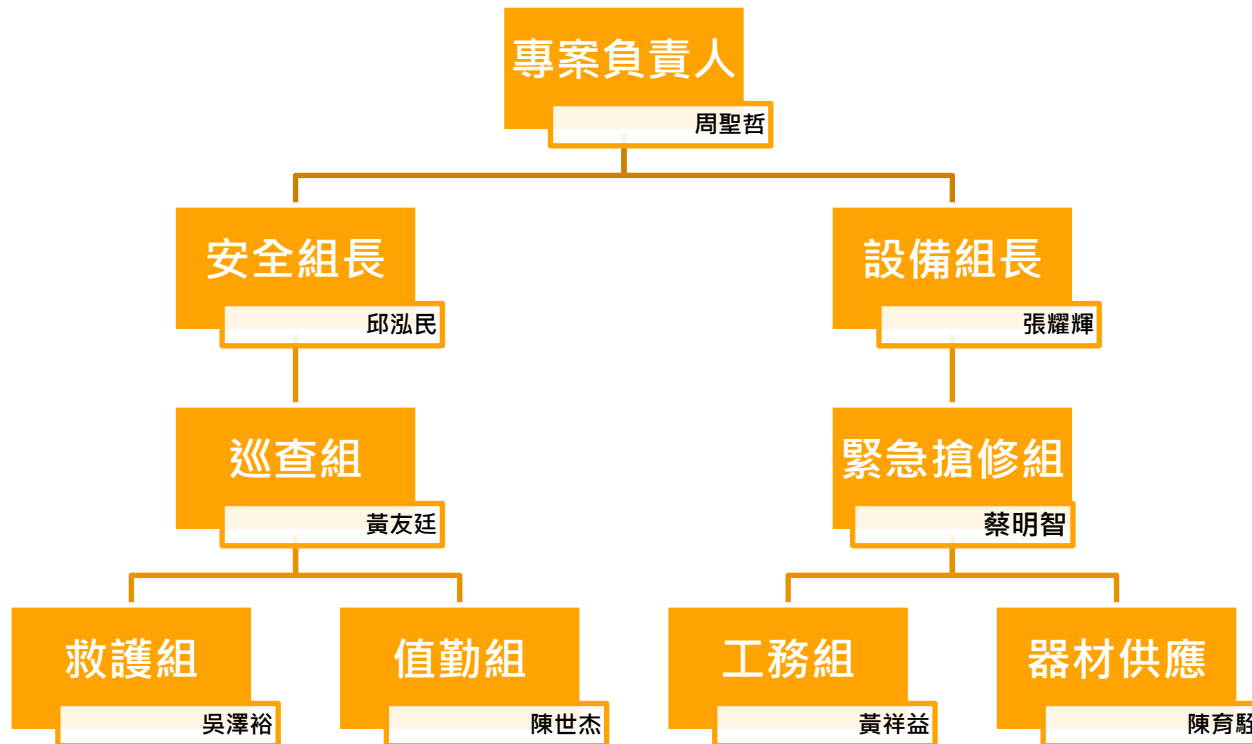 專案負責人
周聖哲
安全組長
邱泓民
設備組長
張耀輝
巡查組
黃友廷
緊急搶修組
蔡明智
救護組
吳澤裕
值勤組
陳世杰
工務組
黃祥益
器材供應
陳育駩